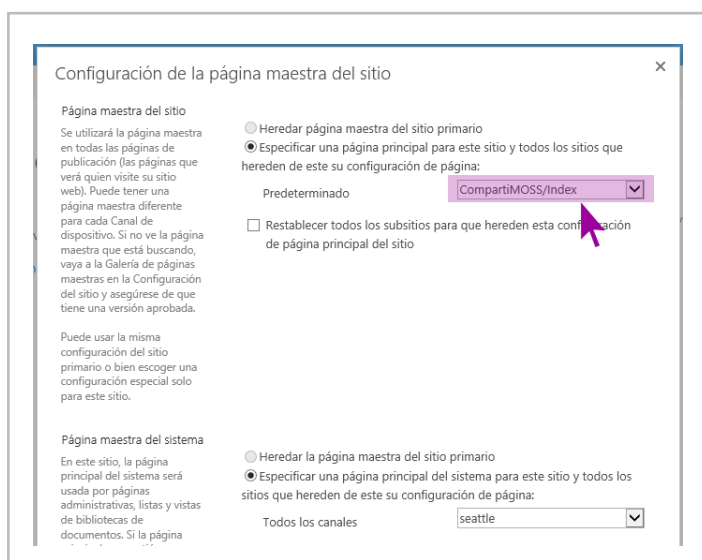 Configuración de la página maestra del sitio
Página maestra del sitio
Se utilizará la página maestra
en todas las páginas de
publicación (las páginas que
verá quien visite su sitio
web). Puede tener una
página maestra diferente
para cada Canal de
dispositivo. Si no ve la página
maestra que está buscando,
vaya a la Galería de páginas
maestras en la Configuración
del sitio y asegúrese de que
tiene una versión aprobada.
Puede usar la misma
configuración del sitio
primario o bien escoger una
configuración especial solo
para este sitio.
Heredar página maestra del sitio primario
Especificar una página principal para este sitio y todos los sitios que
hereden de este su configuración de página:
Predeterminado
CompartiMOSS/Index
Restablecer todos los subsitios para que hereden esta configuración
de página principal del sitio
Página maestra del sistema
En este sitio, la página
principal del sistema será
usada por páginas
administrativas, listas y vistas
de bibliotecas de
documentos. Si la página
Heredar la página maestra del sitio primario
Especificar una página principal del sistema para este sitio y todos los
sitios que hereden de este su configuración de página:
Todos los canales
seattle